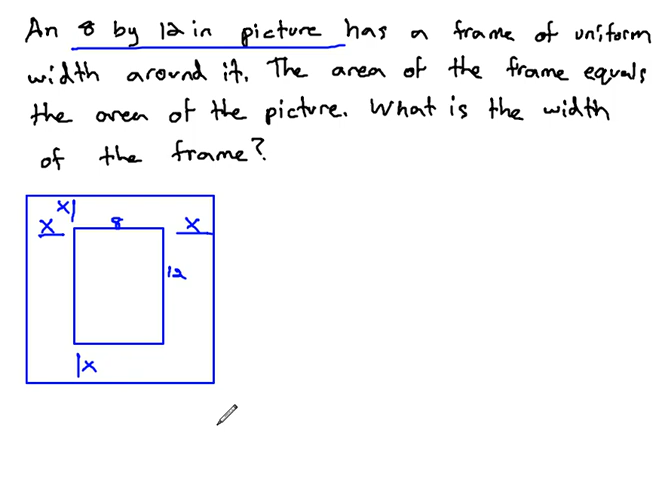 An 8 by 12 in picture has a frame of uniform
width around it. The area of the frame equals
the area of the picture. What is the width
of the frame?
x
x 8 x
12
x